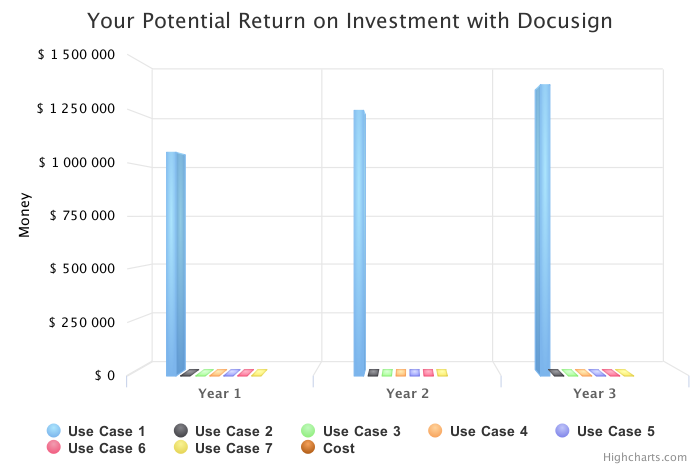 Your Potential Return on Investment with Docusign
$ 1 500 000
$ 1 250 000
$ 1 000 000
$ 750 000
$ 500 000
$ 250 000
$ 0
Money
Year 1 Year 2 Year 3
Use Case 1 Use Case 2 Use Case 3 Use Case 4 Use Case 5
Use Case 6 Use Case 7 Cost
Highcharts.com